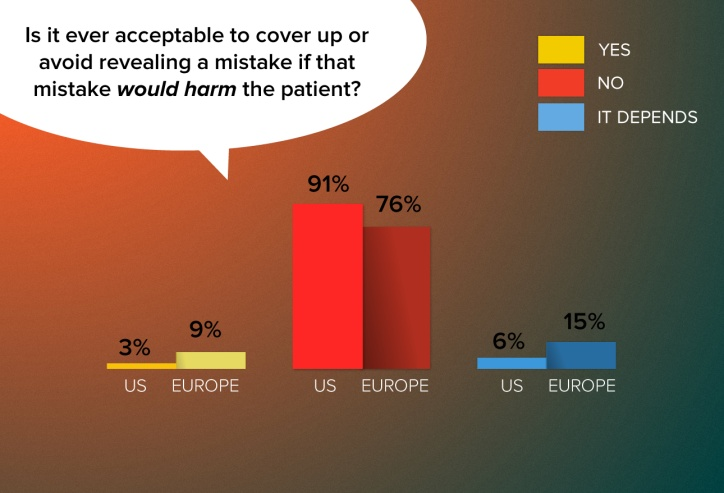 Is it ever acceptable to cover up or
avoid revealing a mistake if that
mistake would harm the patient?
YES
NO
IT DEPENDS
91%
76%
3%
9%
6%
15%
US
EUROPE
US
EUROPE
US
EUROPE